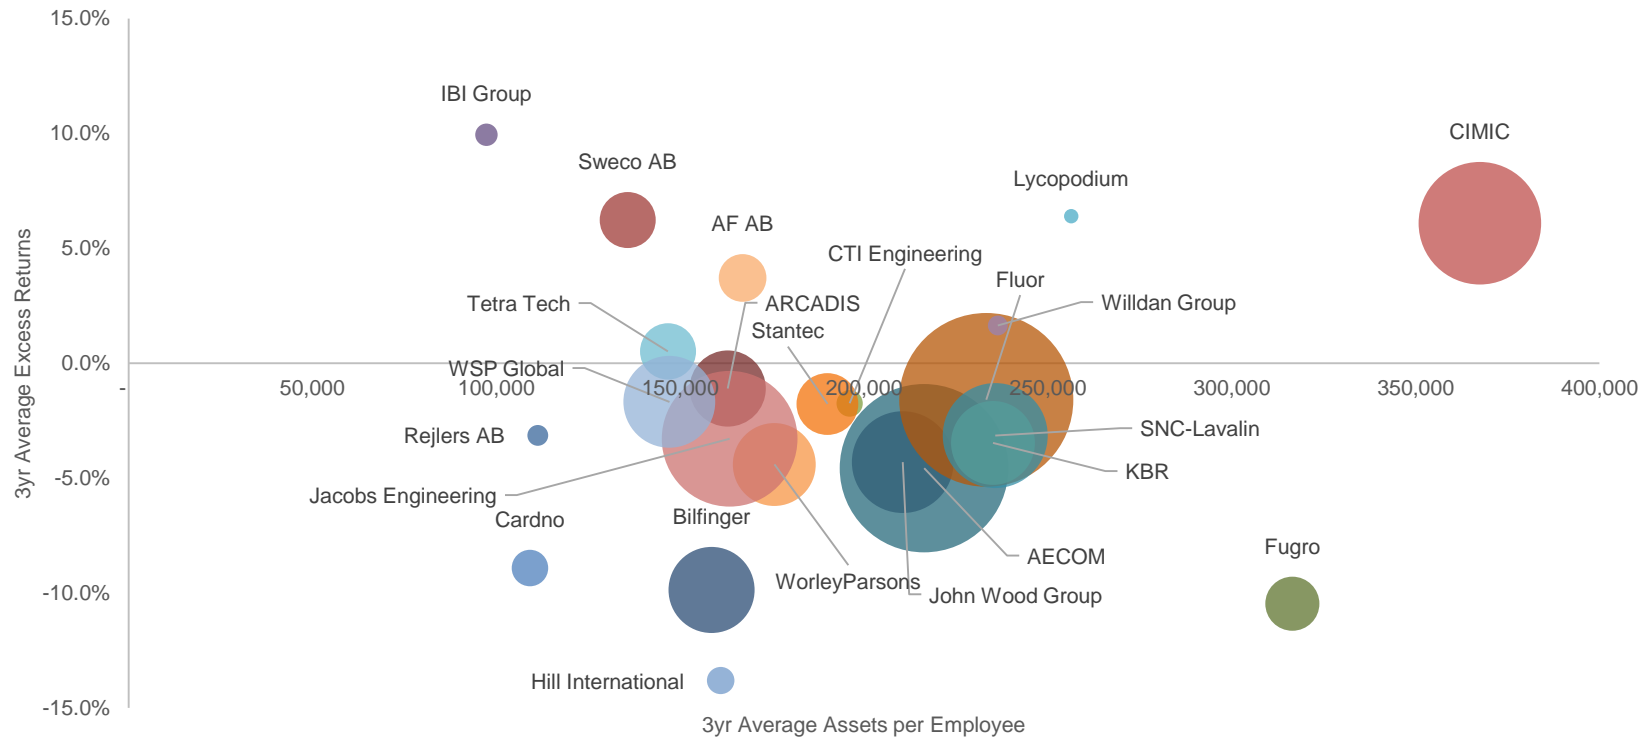 15.0%
IBI Group
10.0%
CIMIC
Sweco AB
Lycopodium
AF AB
5.0%
CTI Engineering
Fluor
Tetra Tech
ARCADIS
Willdan Group
Stantec
0.0%
WSP Global
-
50,000
100,000
150,000
200,000
250,000
300,000
350,000
400,000
Rejlers AB
SNC-Lavalin
KBR
-5.0%
Jacobs Engineering
Cardno
Bilfinger
Fugro
AECOM
WorleyParsons
-10.0%
John Wood Group
Hill International
-15.0%
3yr Average Excess Returns
3yr Average Assets per Employee